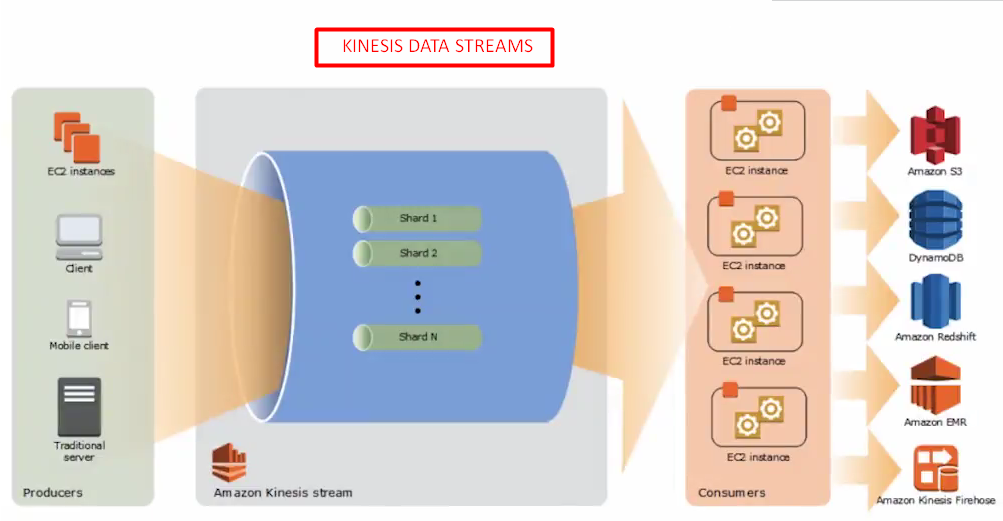 KINESIS DATA STREAMS
EC2 instances
Client
Mobile client
Traditional
server
Producers
Shard 1
Shard 2
Shard N
Amazon Kinesis stream
EC2 instance
EC2 instance
EC2 instance
EC2 instance
Consumers
Amazon S3
DynamoDB
Amazon Redshift
Amazon EMR
Amazon Kinesis Firehose